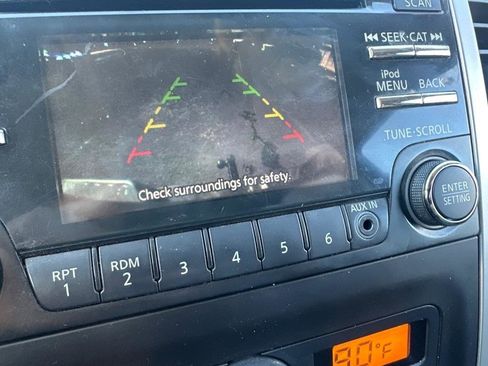 SCAN
SEEK·CAT
iPod
MENU BACK
TUNE·SCROLL
ENTER
SETTING
Check surroundings for safety.
AUX IN
RPT
1
RDM
2
3
4
5
6
90°F